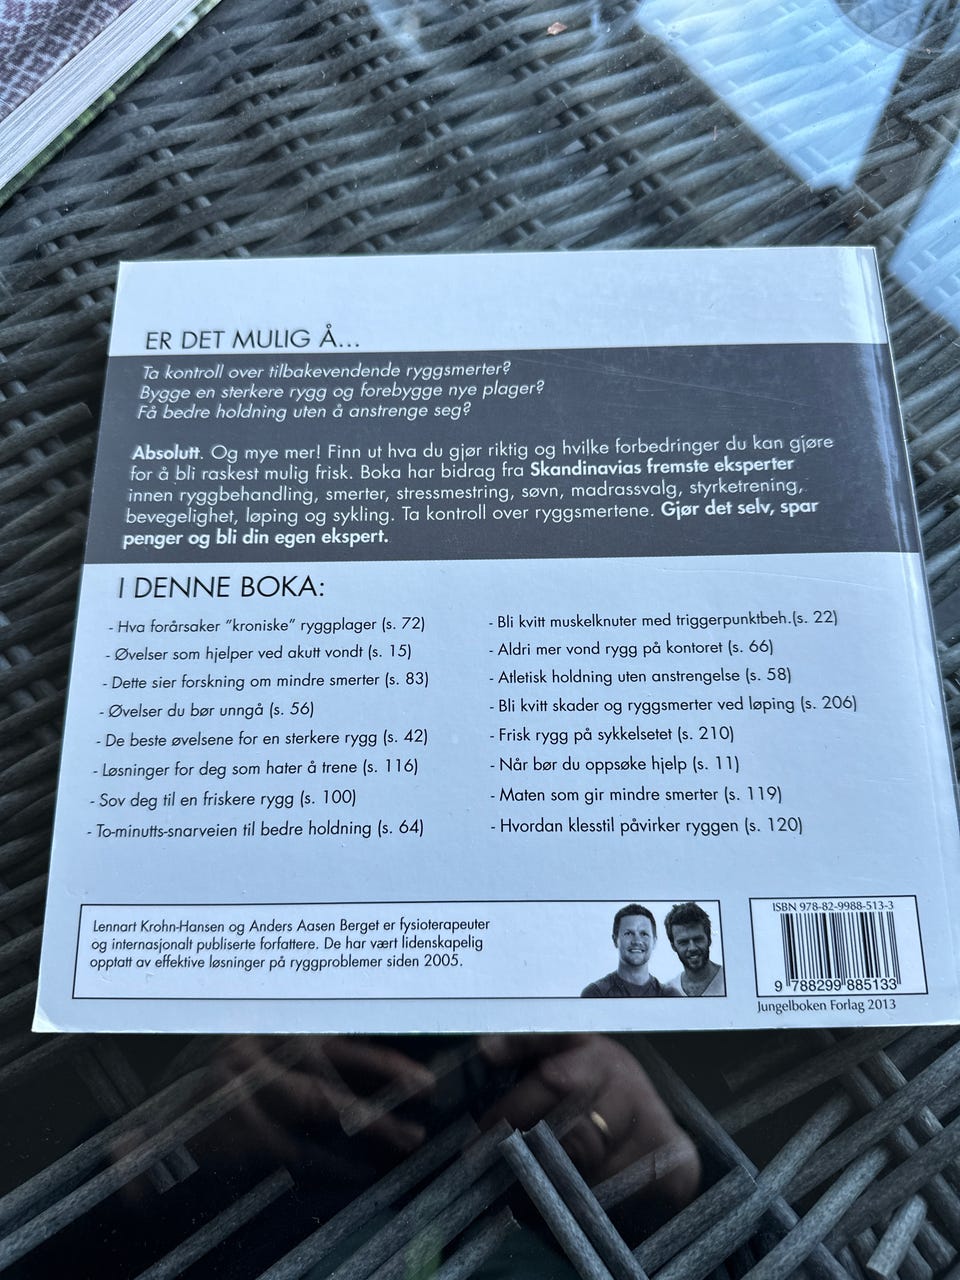 ER DET MULIG Å...
Ta kontroll over tilbakevendende ryggsmerter?
Bygge en sterkere rygg og forebygge nye plager?
Få bedre holdning uten å anstrenge seg?
Absolutt. Og mye mer! Finn ut hva du gjør riktig og hvilke forbedringer du kan gjøre
for å bli raskest mulig frisk. Boka har bidrag fra Skandinavias fremste eksperter
innen ryggbehandling, smerter, stressmestring, søvn, madrassvalg, styrketrening,
bevegelighet, løping og sykling. Ta kontroll over ryggsmertene. Gjør det selv, spar
penger og bli din egen ekspert.
I DENNE BOKA:
- Hva forårsaker ”kroniske” ryggplager (s. 72)
- Øvelser som hjelper ved akutt vondt (s. 15)
- Dette sier forskning om mindre smerter (s. 83)
- Øvelser du bør unngå (s. 56)
- De beste øvelsene for en sterkere rygg (s. 42)
- Løsninger for deg som hater å trene (s. 116)
- Sov deg til en friskere rygg (s. 100)
- To-minutts-snarveien til bedre holdning (s. 64)
- Bli kvitt muskelknuter med triggerpunktbeh.(s. 22)
- Aldri mer vond rygg på kontoret (s. 66)
- Atletisk holdning uten anstrengelse (s. 58)
- Bli kvitt skader og ryggsmerter ved løping (s. 206)
- Frisk rygg på sykkelsetet (s. 210)
- Når bør du oppsøke hjelp (s. 11)
- Maten som gir mindre smerter (s. 119)
- Hvordan klesstil påvirker ryggen (s. 120)
Lennart Krohn-Hansen og Anders Aasen Berget er fysioterapeuter
og internasjonalt publiserte forfattere. De har vært lidenskapelig
opptatt av effektive løsninger på ryggproblemer siden 2005.
ISBN 978-82-9988-513-3
9 788299 885133
Jungelboken Forlag 2013